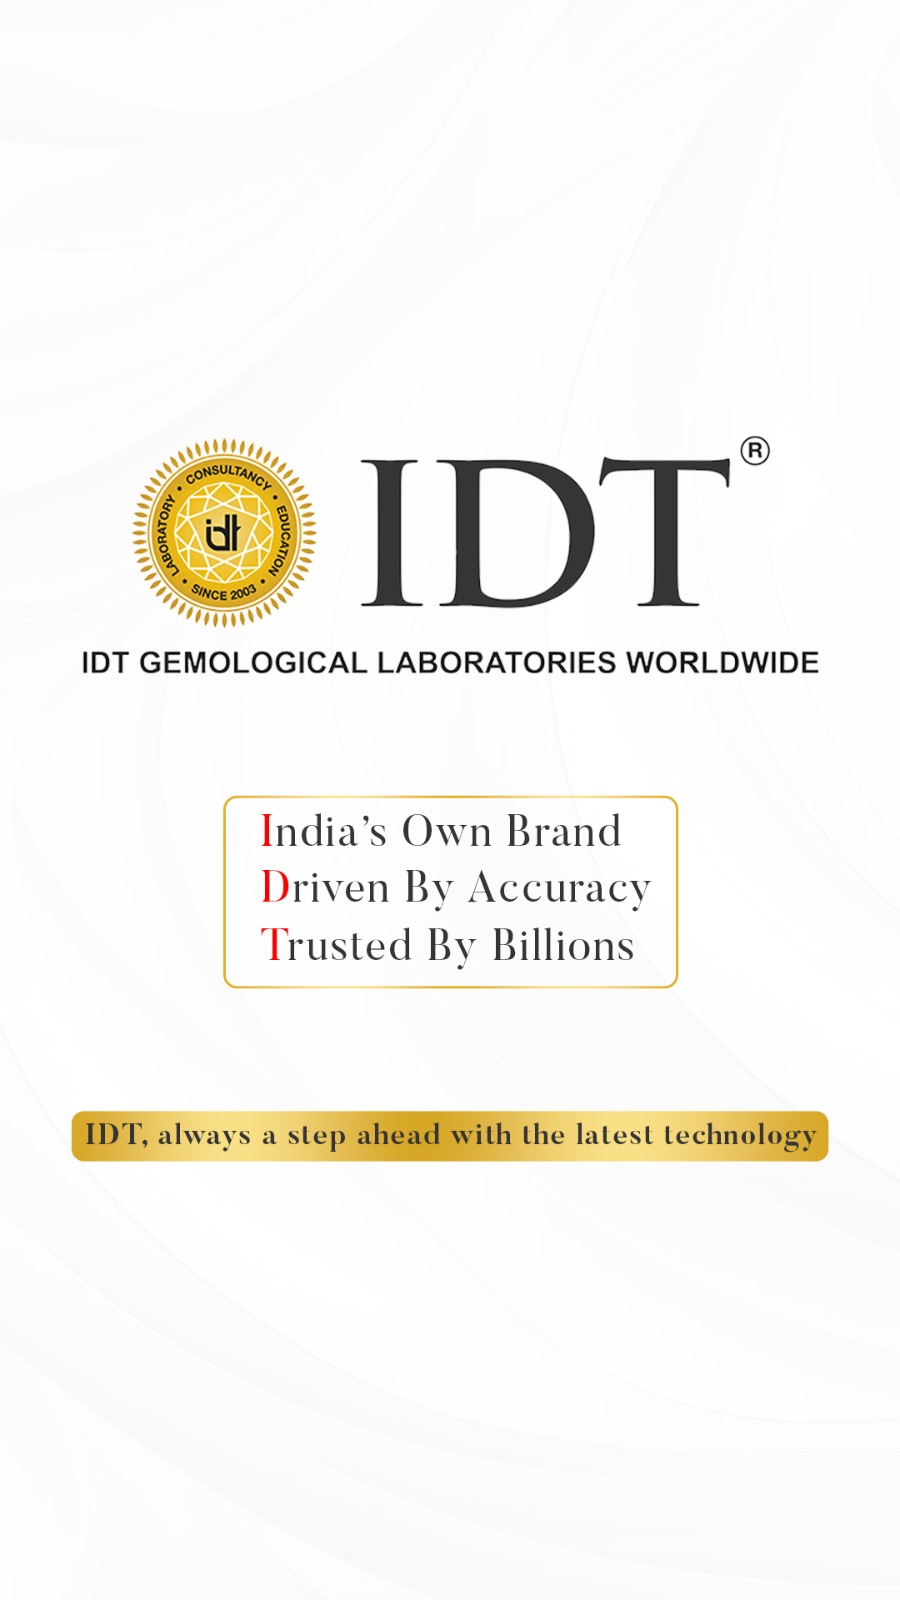 LABORATORY • CONSULTANCY • EDUCATION • SINCE 2003 •
idt
IDT®
IDT GEMOLOGICAL LABORATORIES WORLDWIDE
India’s Own Brand
Driven By Accuracy
Trusted By Billions
IDT, always a step ahead with the latest technology